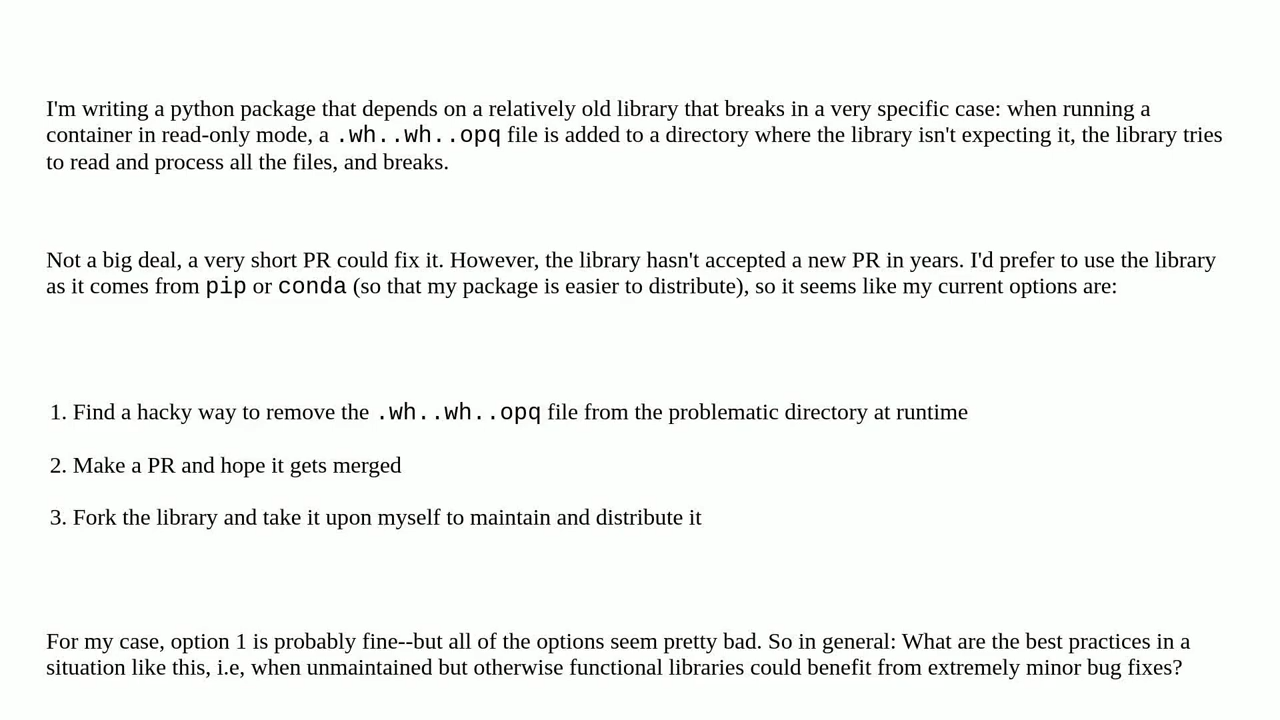 I'm writing a python package that depends on a relatively old library that breaks in a very specific case: when running a
container in read-only mode, a .wh..wh..opq file is added to a directory where the library isn't expecting it, the library tries
to read and process all the files, and breaks.
Not a big deal, a very short PR could fix it. However, the library hasn't accepted a new PR in years. I'd prefer to use the library
as it comes from pip or conda (so that my package is easier to distribute), so it seems like my current options are:
1. Find a hacky way to remove the .wh..wh..opq file from the problematic directory at runtime
2. Make a PR and hope it gets merged
3. Fork the library and take it upon myself to maintain and distribute it
For my case, option 1 is probably fine--but all of the options seem pretty bad. So in general: What are the best practices in a
situation like this, i.e, when unmaintained but otherwise functional libraries could benefit from extremely minor bug fixes?